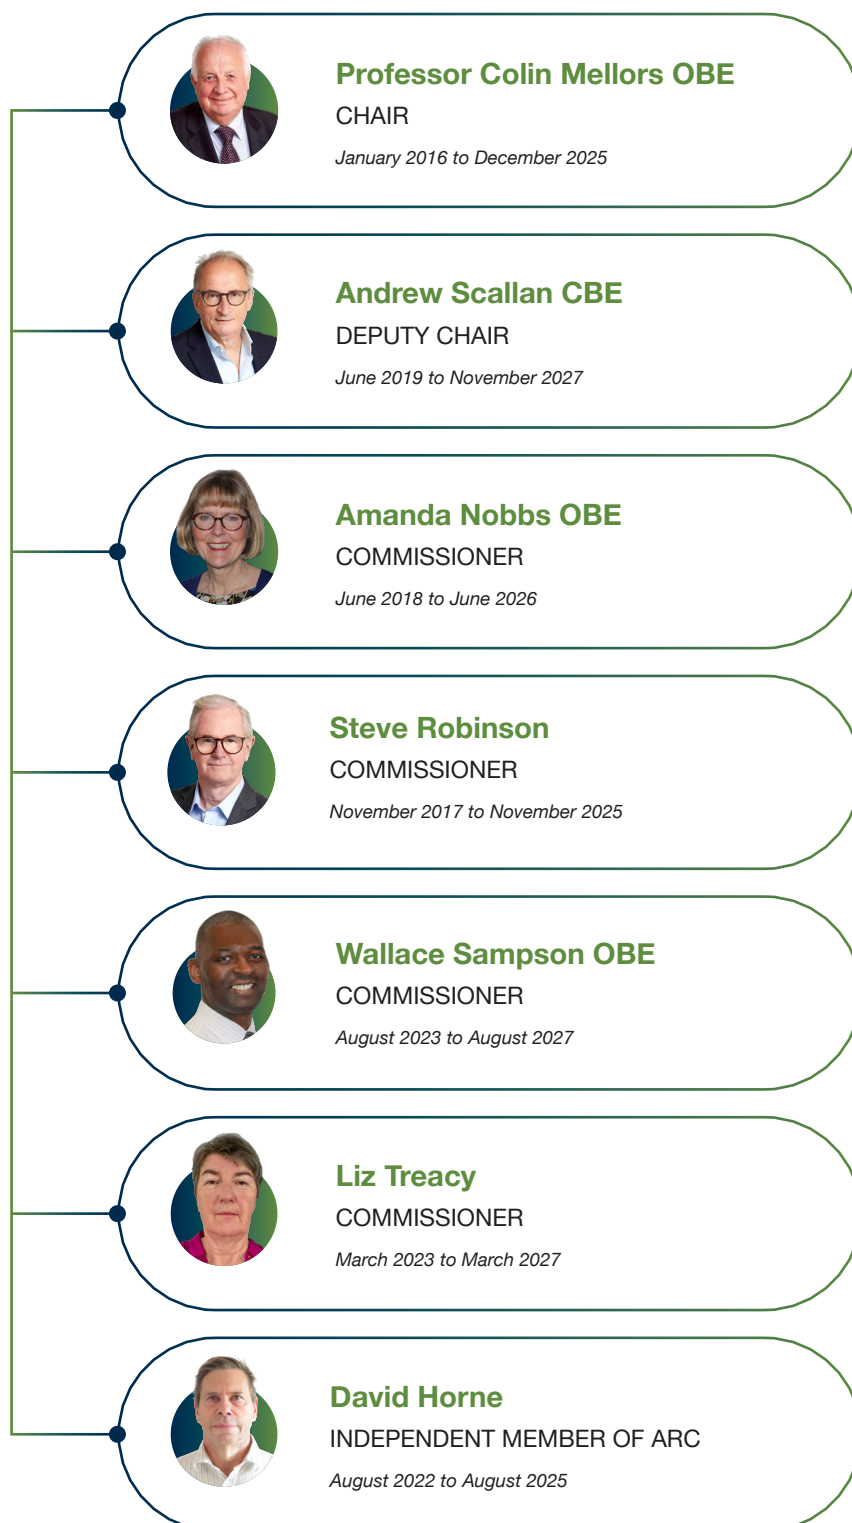 Professor Colin Mellors OBE
CHAIR
January 2016 to December 2025
Andrew Scallan CBE
DEPUTY CHAIR
June 2019 to November 2027
Amanda Nobbs OBE
COMMISSIONER
June 2018 to June 2026
Steve Robinson
COMMISSIONER
November 2017 to November 2025
Wallace Sampson OBE
COMMISSIONER
August 2023 to August 2027
Liz Treacy
COMMISSIONER
March 2023 to March 2027
David Horne
INDEPENDENT MEMBER OF ARC
August 2022 to August 2025